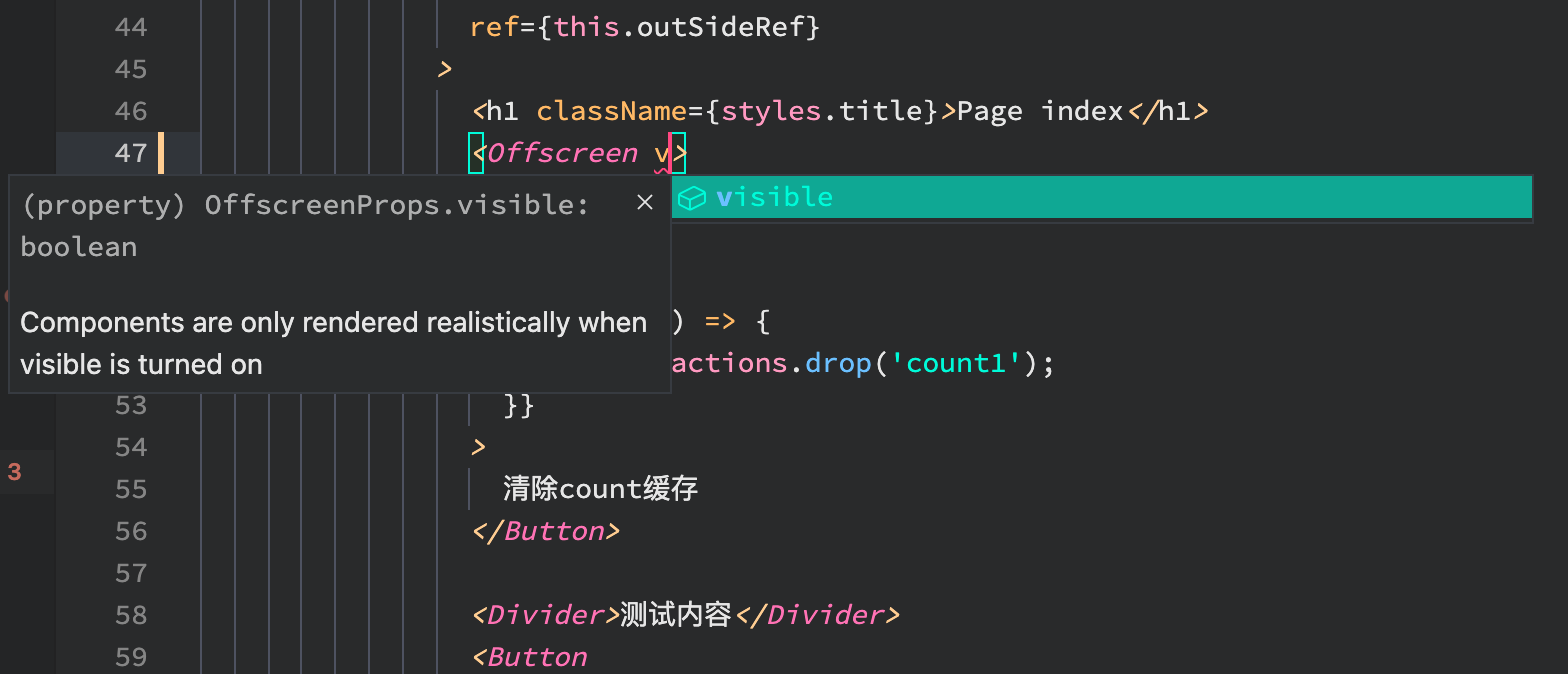 44 ref={this.outSideRef}
45 >
46 <h1 className={styles.title}>Page index</h1>
47 <Offscreen v>
visible
(property) OffscreenProps.visible: ×
boolean
Components are only rendered realistically when
visible is turned on
) => {
actions.drop('count1');
53 }}
54 >
3
55 清除count缓存
56 </Button>
57
58 <Divider>测试内容</Divider>
59 <Button